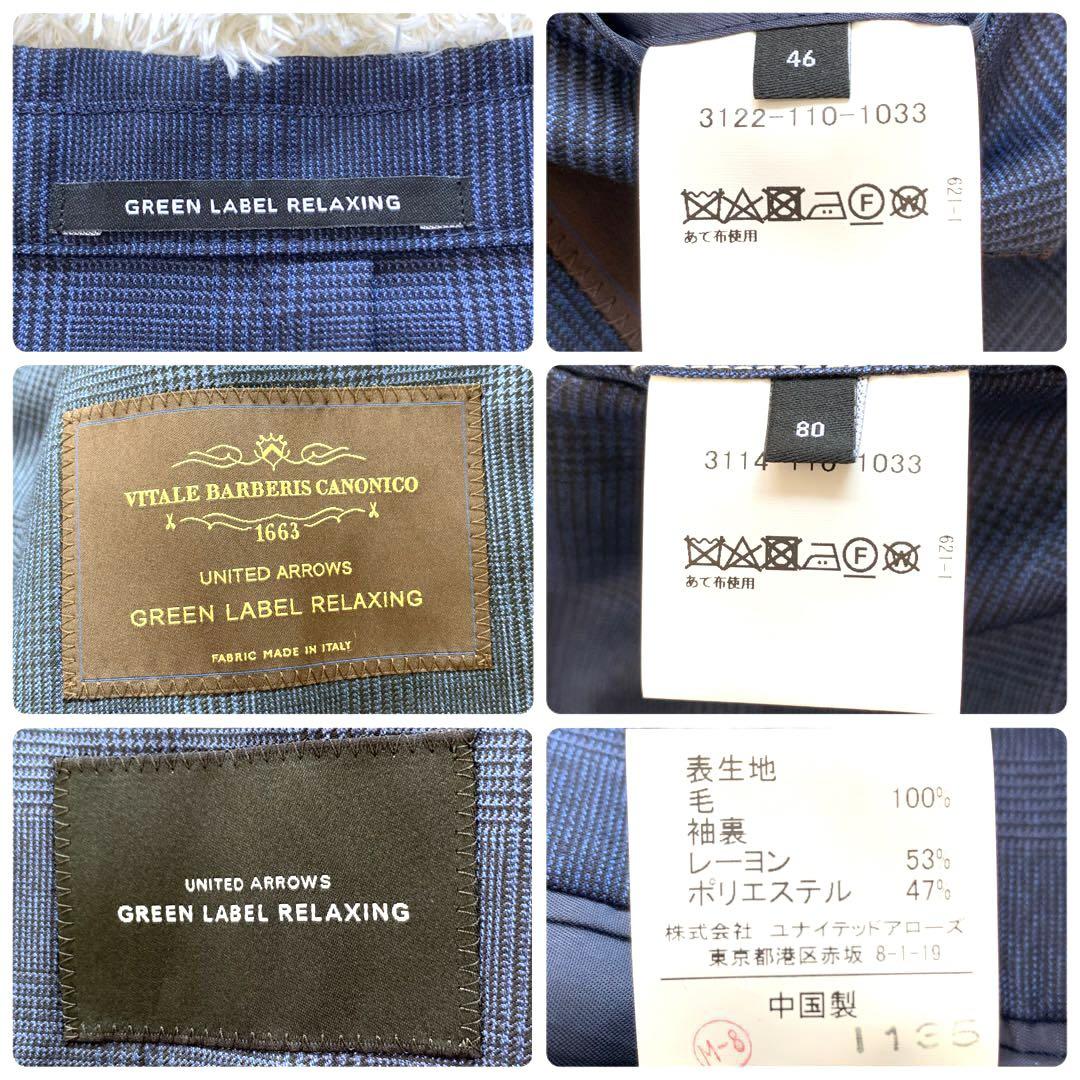 GREEN LABEL RELAXING
46
3122-110-1033
F
W
あて布使用
621-1
VITALE BARBERIS CANONICO
1663
UNITED ARROWS
GREEN LABEL RELAXING
FABRIC MADE IN ITALY
80
3114-110-1033
F
W
あて布使用
621-1
UNITED ARROWS
GREEN LABEL RELAXING
表生地
毛 100%
袖裏
レーヨン 53%
ポリエステル 47%
株式会社 ユナイテッドアローズ
東京都港区赤坂 8-1-19
中国製
M-8
1135